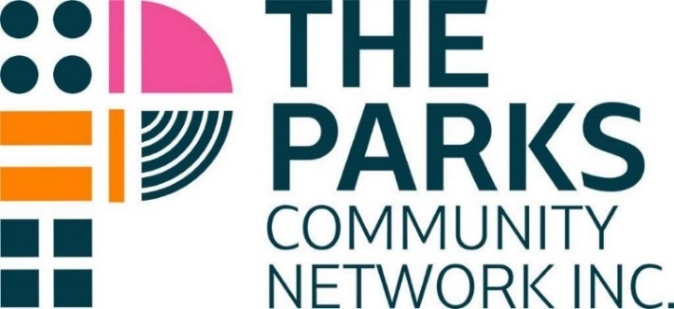 THE
PARKS
COMMUNITY
NETWORK INC.